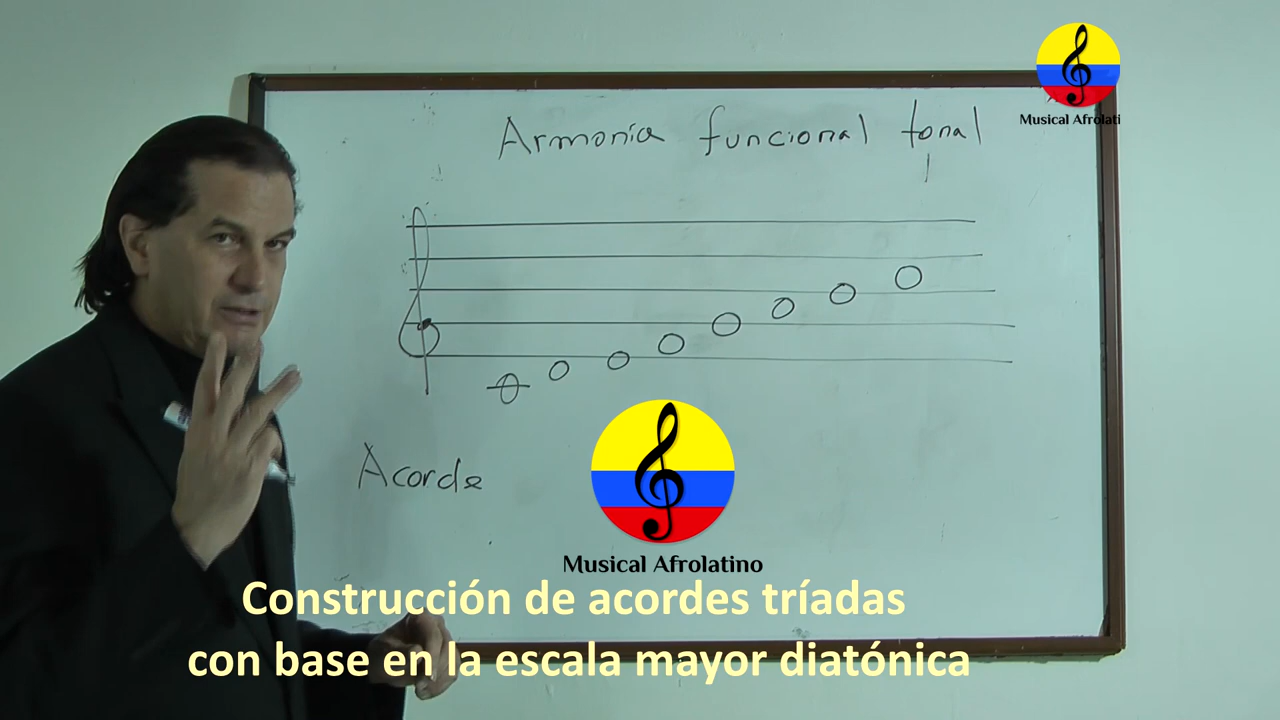 Armonía funcional tonal
Musical Afrolati
Acorde
Musical Afrolatino
Construcción de acordes tríadas
con base en la escala mayor diatónica